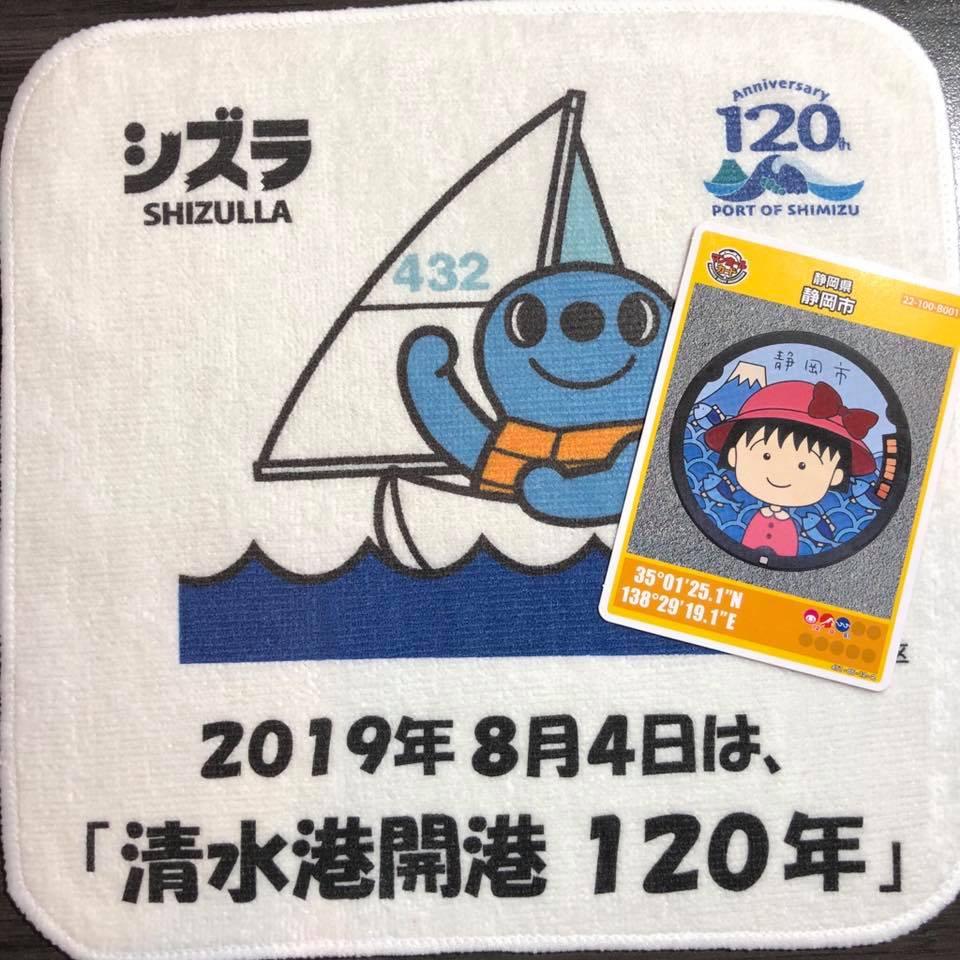 シズラ
SHIZULLA
Anniversary
120th
PORT OF SHIMIZU
432
静岡県
静岡市
22-100-B001
静岡市
35°01'25.1"N
138°29'19.1"E
区
2019年8月4日は、
「清水港開港 120年」